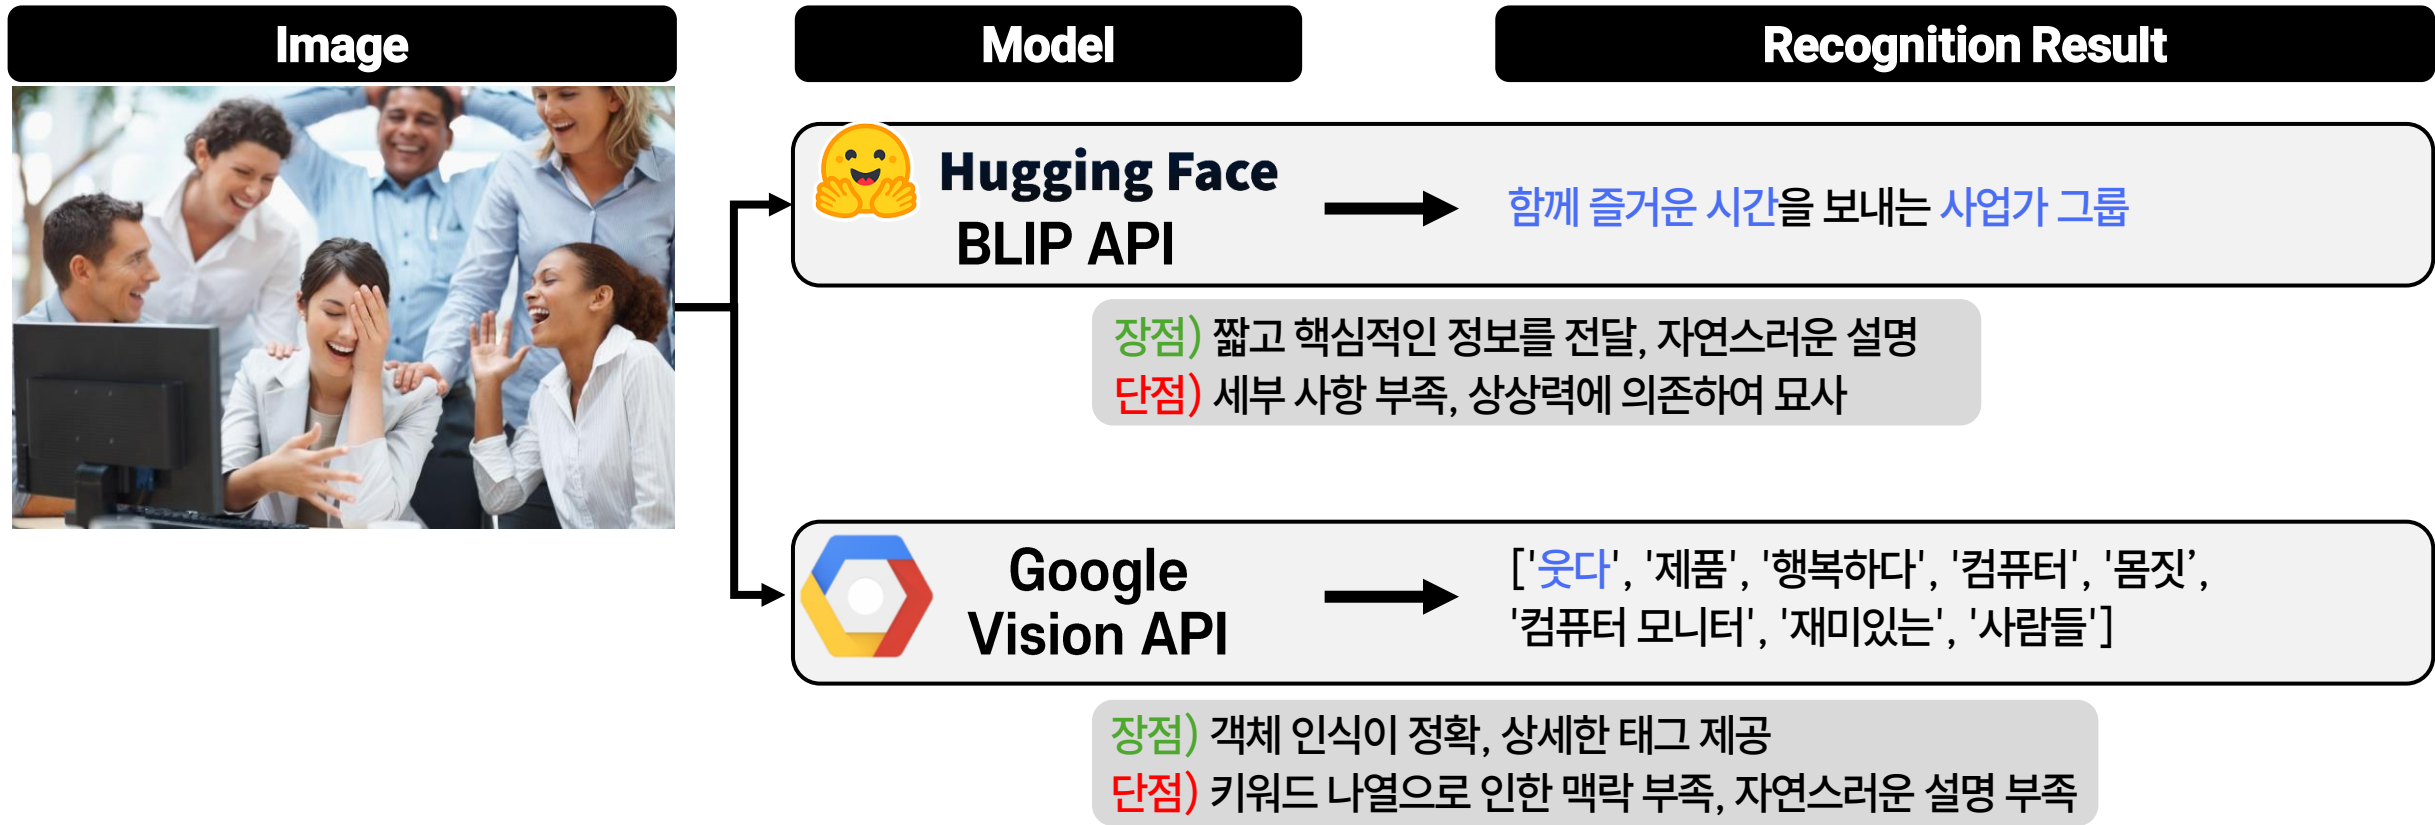 Image
Model
Recognition Result
Hugging Face
BLIP API
함께 즐거운 시간을 보내는 사업가 그룹
장점) 짧고 핵심적인 정보를 전달, 자연스러운 설명
단점) 세부 사항 부족, 상상력에 의존하여 묘사
Google
Vision API
['웃다', '제품', '행복하다', '컴퓨터', '몸짓’,
'컴퓨터 모니터', '재미있는', '사람들']
장점) 객체 인식이 정확, 상세한 태그 제공
단점) 키워드 나열으로 인한 맥락 부족, 자연스러운 설명 부족